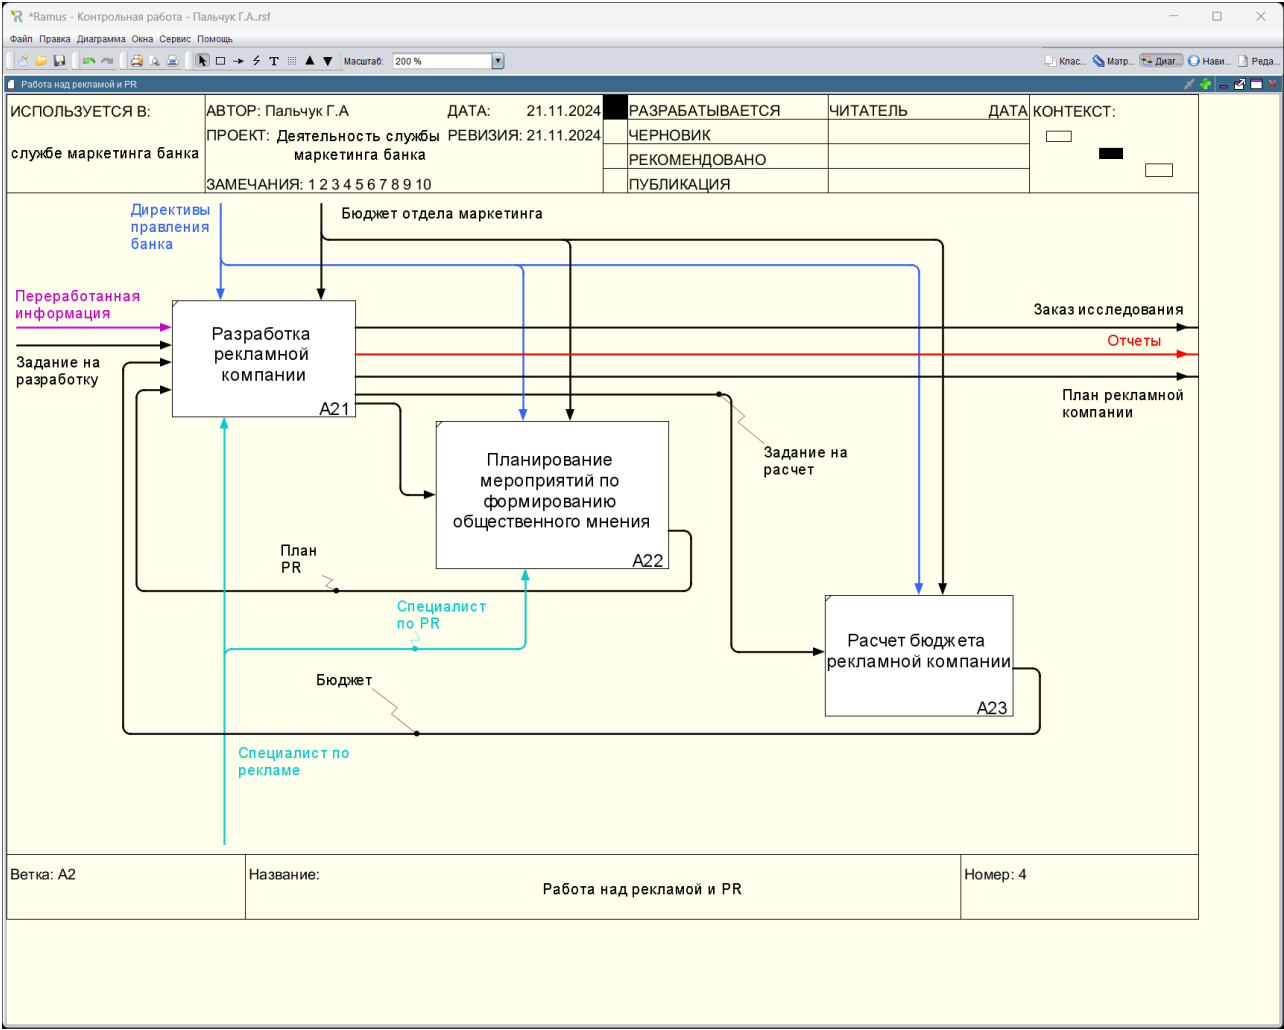 *Ramus - Контрольная работа - Пальчук Г.А..rsf
Файл Правка Диаграмма Окна Сервис Помощь
Масштаб: 200 %
Клас... Матр... Диаг... Нави... Реда...
Работа над рекламой и PR
ИСПОЛЬЗУЕТСЯ В:
службе маркетинга банка
АВТОР: Пальчук Г.А
ДАТА: 21.11.2024
ПРОЕКТ: Деятельность службы
маркетинга банка
РЕВИЗИЯ: 21.11.2024
ЗАМЕЧАНИЯ: 1 2 3 4 5 6 7 8 9 10
РАЗРАБАТЫВАЕТСЯ
ЧЕРНОВИК
РЕКОМЕНДОВАНО
ПУБЛИКАЦИЯ
ЧИТАТЕЛЬ
ДАТА
КОНТЕКСТ:
Директивы
правления
банка
Бюджет отдела маркетинга
Переработанная
информация
Задание на
разработку
Разработка
рекламной
компании
A21
Заказ исследования
Отчеты
План рекламной
компании
Планирование
мероприятий по
формированию
общественного мнения
A22
Задание на
расчет
План
PR
Специалист
по PR
Расчет бюджета
рекламной компании
A23
Бюджет
Специалист по
рекламе
Ветка: A2
Название:
Работа над рекламой и PR
Номер: 4